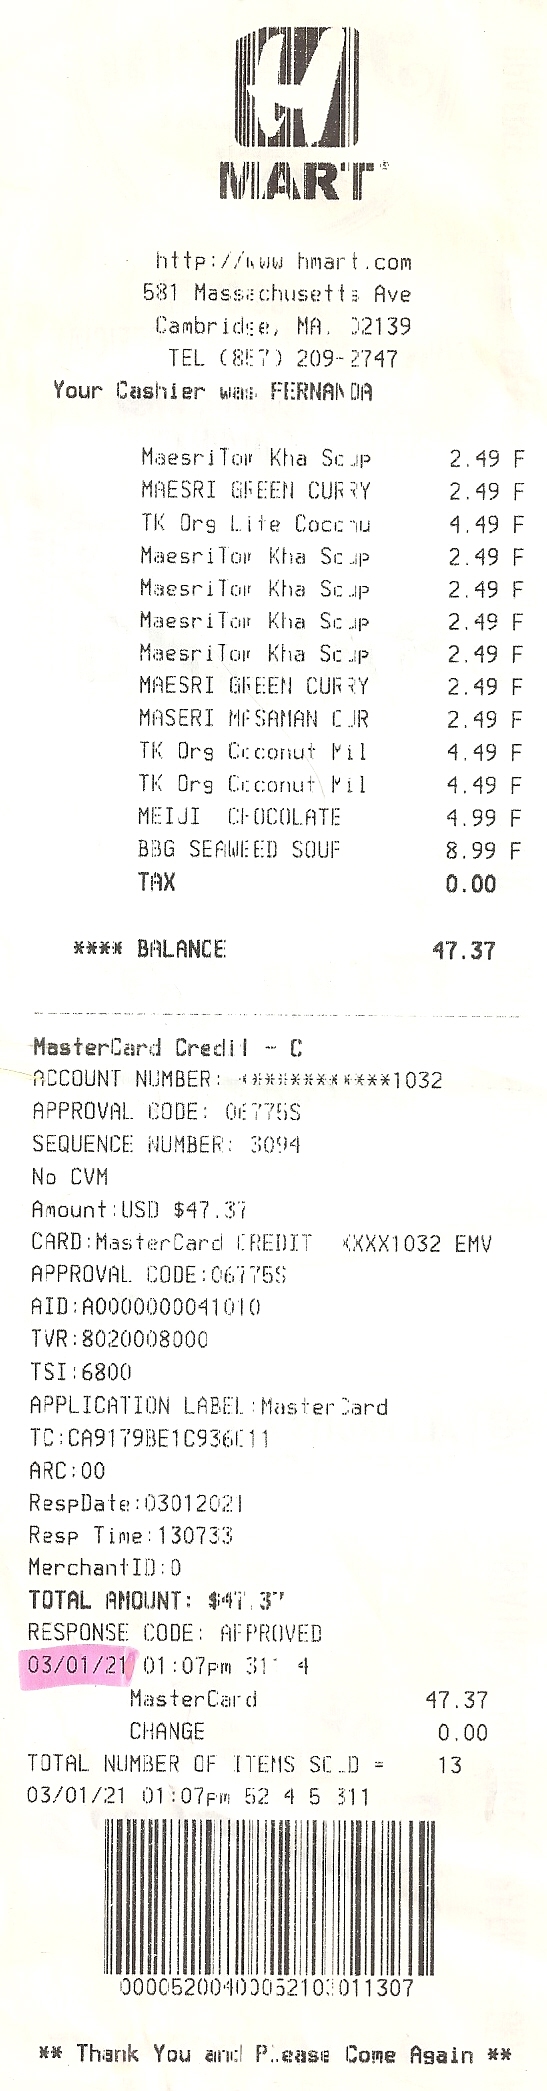 H
MART
http://www hmart.com
581 Massachusetts Ave
Cambridge, MA. 02139
TEL (857) 209-2747
Your Cashier was FERNANDA
MaesriTom Kha Soup 2.49 F
MAESRI GREEN CURRY 2.49 F
TK Org Lite Coconu 4.49 F
MaesriTom Kha Soup 2.49 F
MaesriTom Kha Soup 2.49 F
MaesriTom Kha Soup 2.49 F
MaesriTom Kha Soup 2.49 F
MAESRI GREEN CURRY 2.49 F
MASERI MASAMAN CUR 2.49 F
TK Org Coconut Mil 4.49 F
TK Org Coconut Mil 4.49 F
MEIJI CHOCOLATE 4.99 F
BBG SEAWEED SOUP 8.99 F
TAX 0.00
**** BALANCE 47.37
MasterCard Credit - C
ACCOUNT NUMBER: ************1032
APPROVAL CODE: 06775S
SEQUENCE NUMBER: 3094
No CVM
Amount:USD $47.37
CARD:MasterCard CREDIT XXXX1032 EMV
APPROVAL CODE:06775S
AID:A0000000041010
TVR:8020008000
TSI:6800
APPLICATION LABEL:MasterCard
TC:CA9179BE1C936C11
ARC:00
RespDate:03012021
Resp Time:130733
MerchantID:0
TOTAL AMOUNT: $47.37
RESPONSE CODE: APPROVED
03/01/21 01:07pm 311 4
MasterCard 47.37
CHANGE 0.00
TOTAL NUMBER OF ITEMS SOLD = 13
03/01/21 01:07pm 52 4 5 311
0000520040052103011307
** Thank You and Please Come Again **